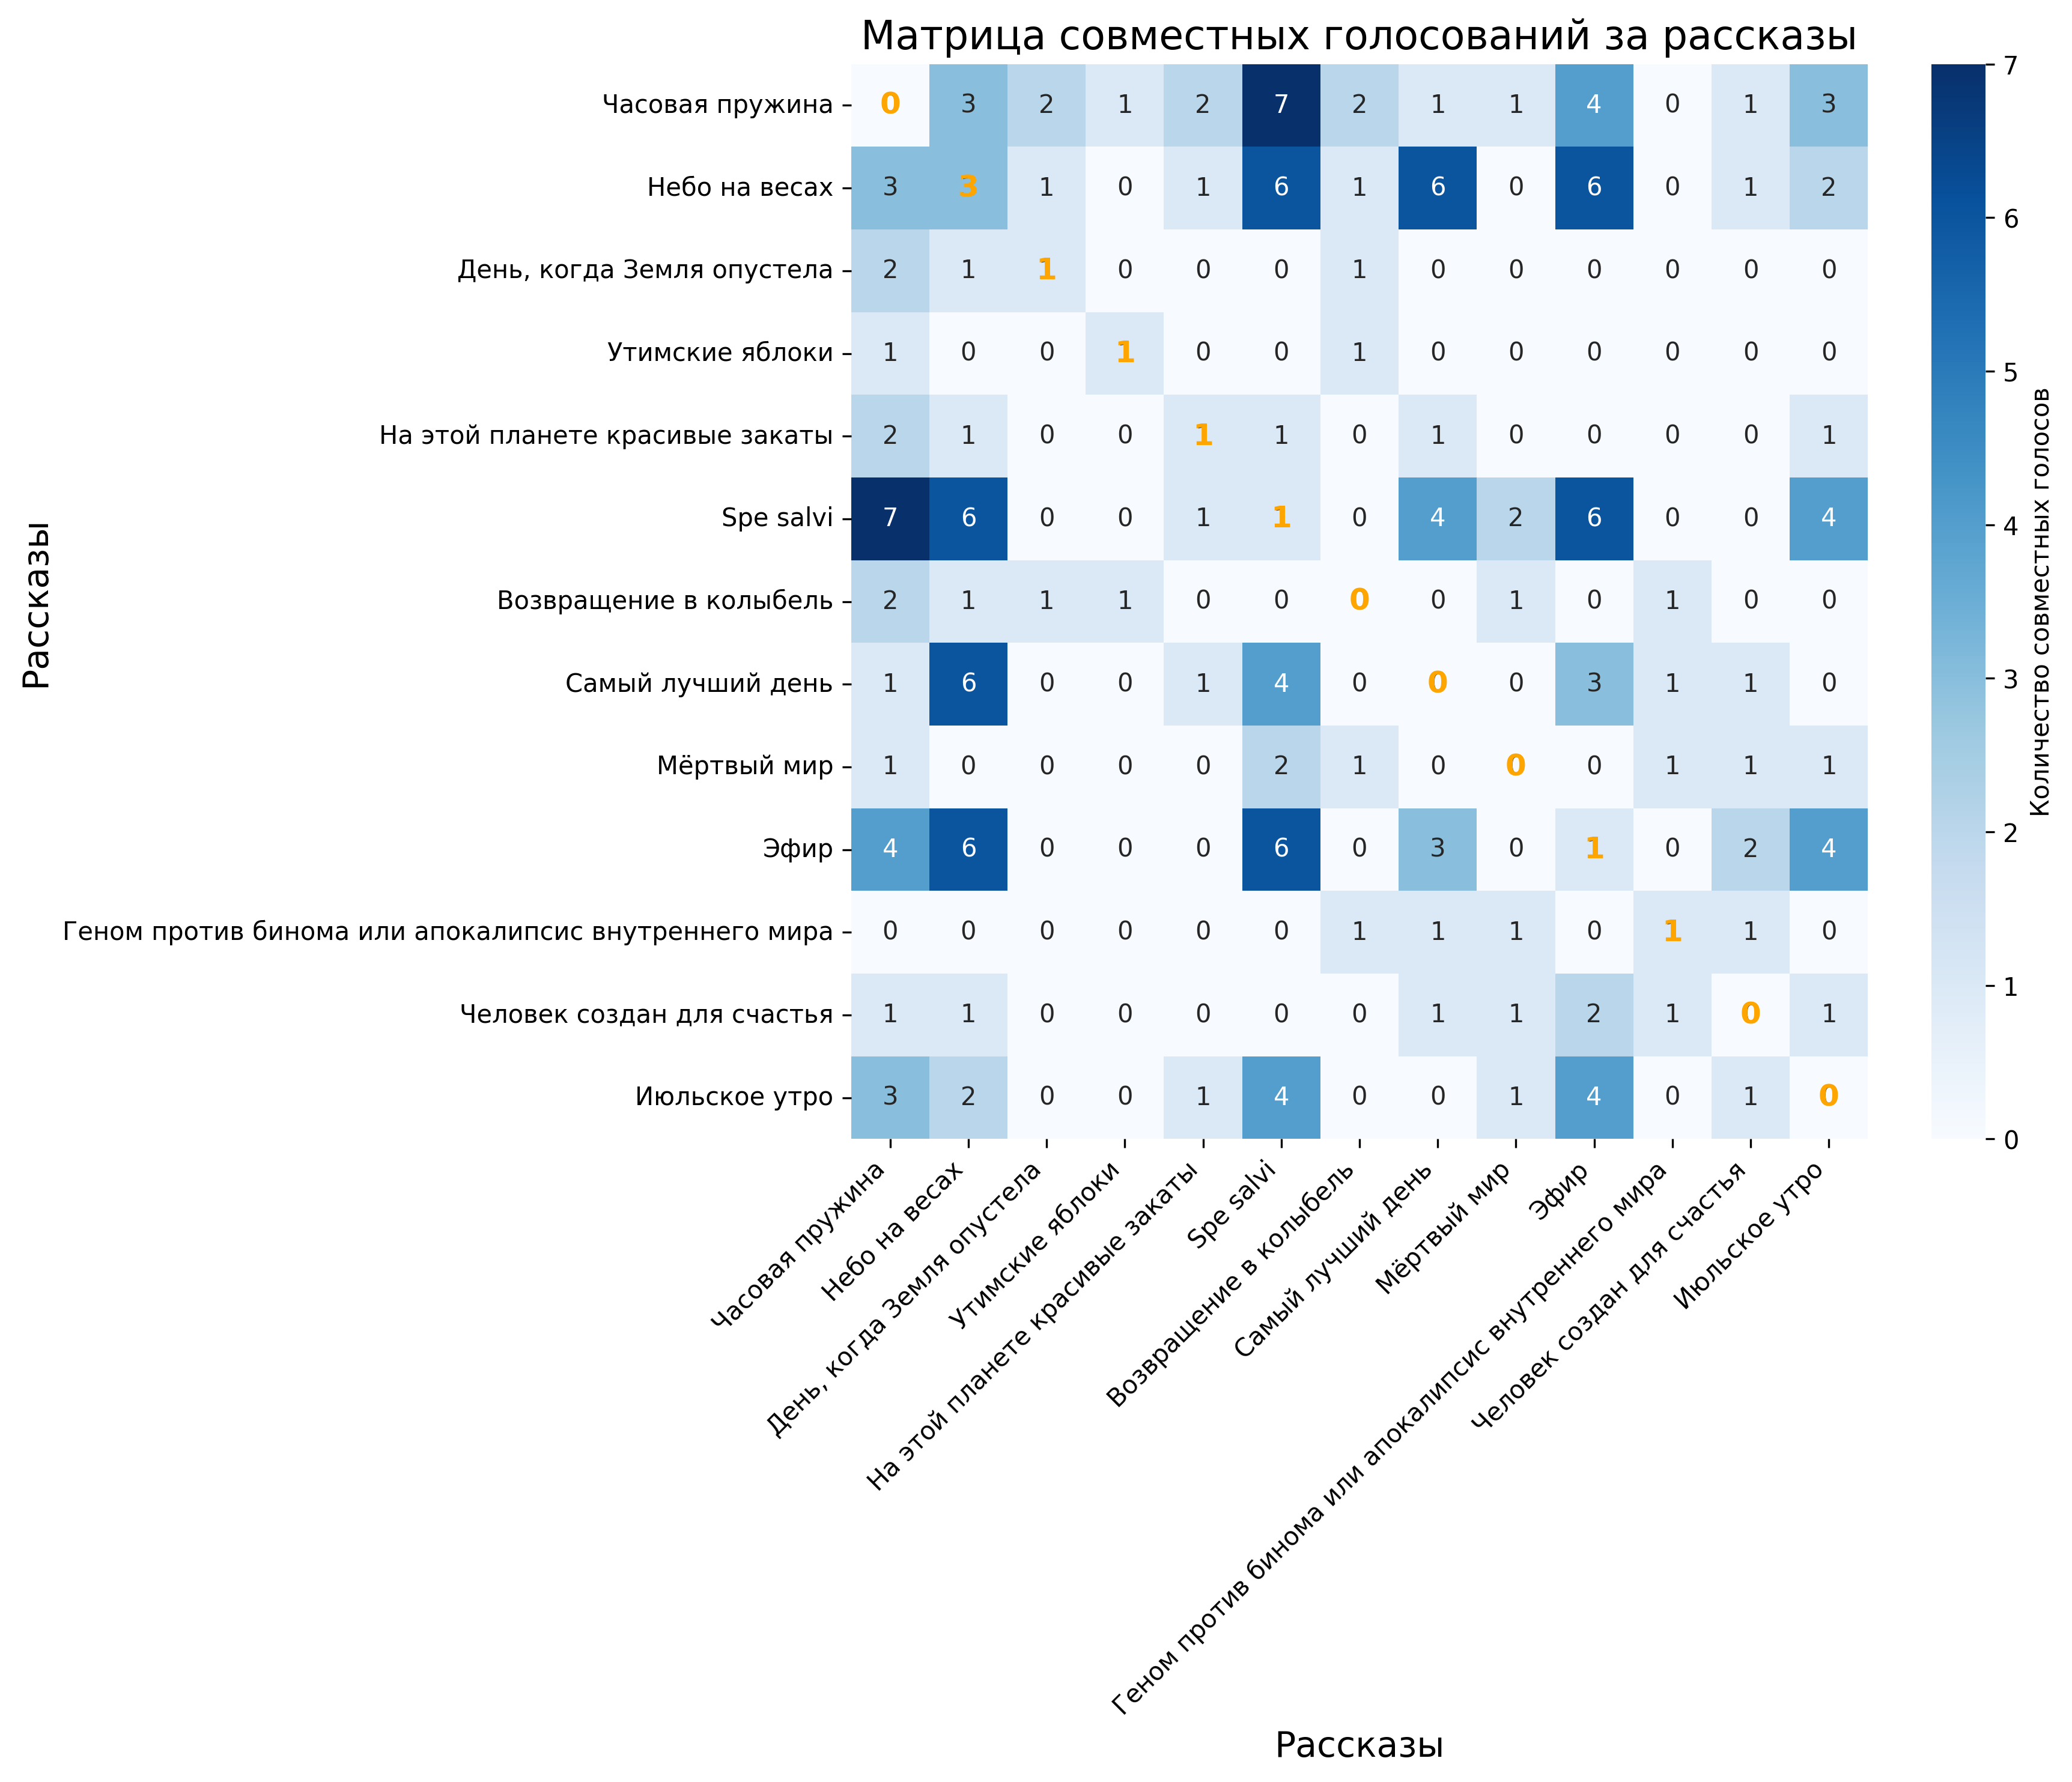 Матрица совместных голосований за рассказы
Часовая пружина 0 3 2 1 2 7 2 1 1 4 0 1 3
Небо на весах 3 3 1 0 1 6 1 6 0 6 0 1 2
День, когда Земля опустела 2 1 1 0 0 0 1 0 0 0 0 0 0
Утимские яблоки 1 0 0 1 0 0 1 0 0 0 0 0 0
На этой планете красивые закаты 2 1 0 0 1 1 0 1 0 0 0 0 1
Spe salvi 7 6 0 0 1 1 0 4 2 6 0 0 4
Возвращение в колыбель 2 1 1 1 0 0 0 0 1 0 1 0 0
Самый лучший день 1 6 0 0 1 4 0 0 0 3 1 1 0
Мёртвый мир 1 0 0 0 0 2 1 0 0 0 1 1 1
Эфир 4 6 0 0 0 6 0 3 0 1 0 2 4
Геном против бинома или апокалипсис внутреннего мира 0 0 0 0 0 0 1 1 1 0 1 1 0
Человек создан для счастья 1 1 0 0 0 0 0 1 1 2 1 0 1
Июльское утро 3 2 0 0 1 4 0 0 1 4 0 1 0
Рассказы
Часовая пружина
Небо на весах
День, когда Земля опустела
Утимские яблоки
На этой планете красивые закаты
Spe salvi
Возвращение в колыбель
Самый лучший день
Мёртвый мир
Эфир
Геном против бинома или апокалипсис внутреннего мира
Человек создан для счастья
Июльское утро
Рассказы
7
6
5
4
3
2
1
0
Количество совместных голосов